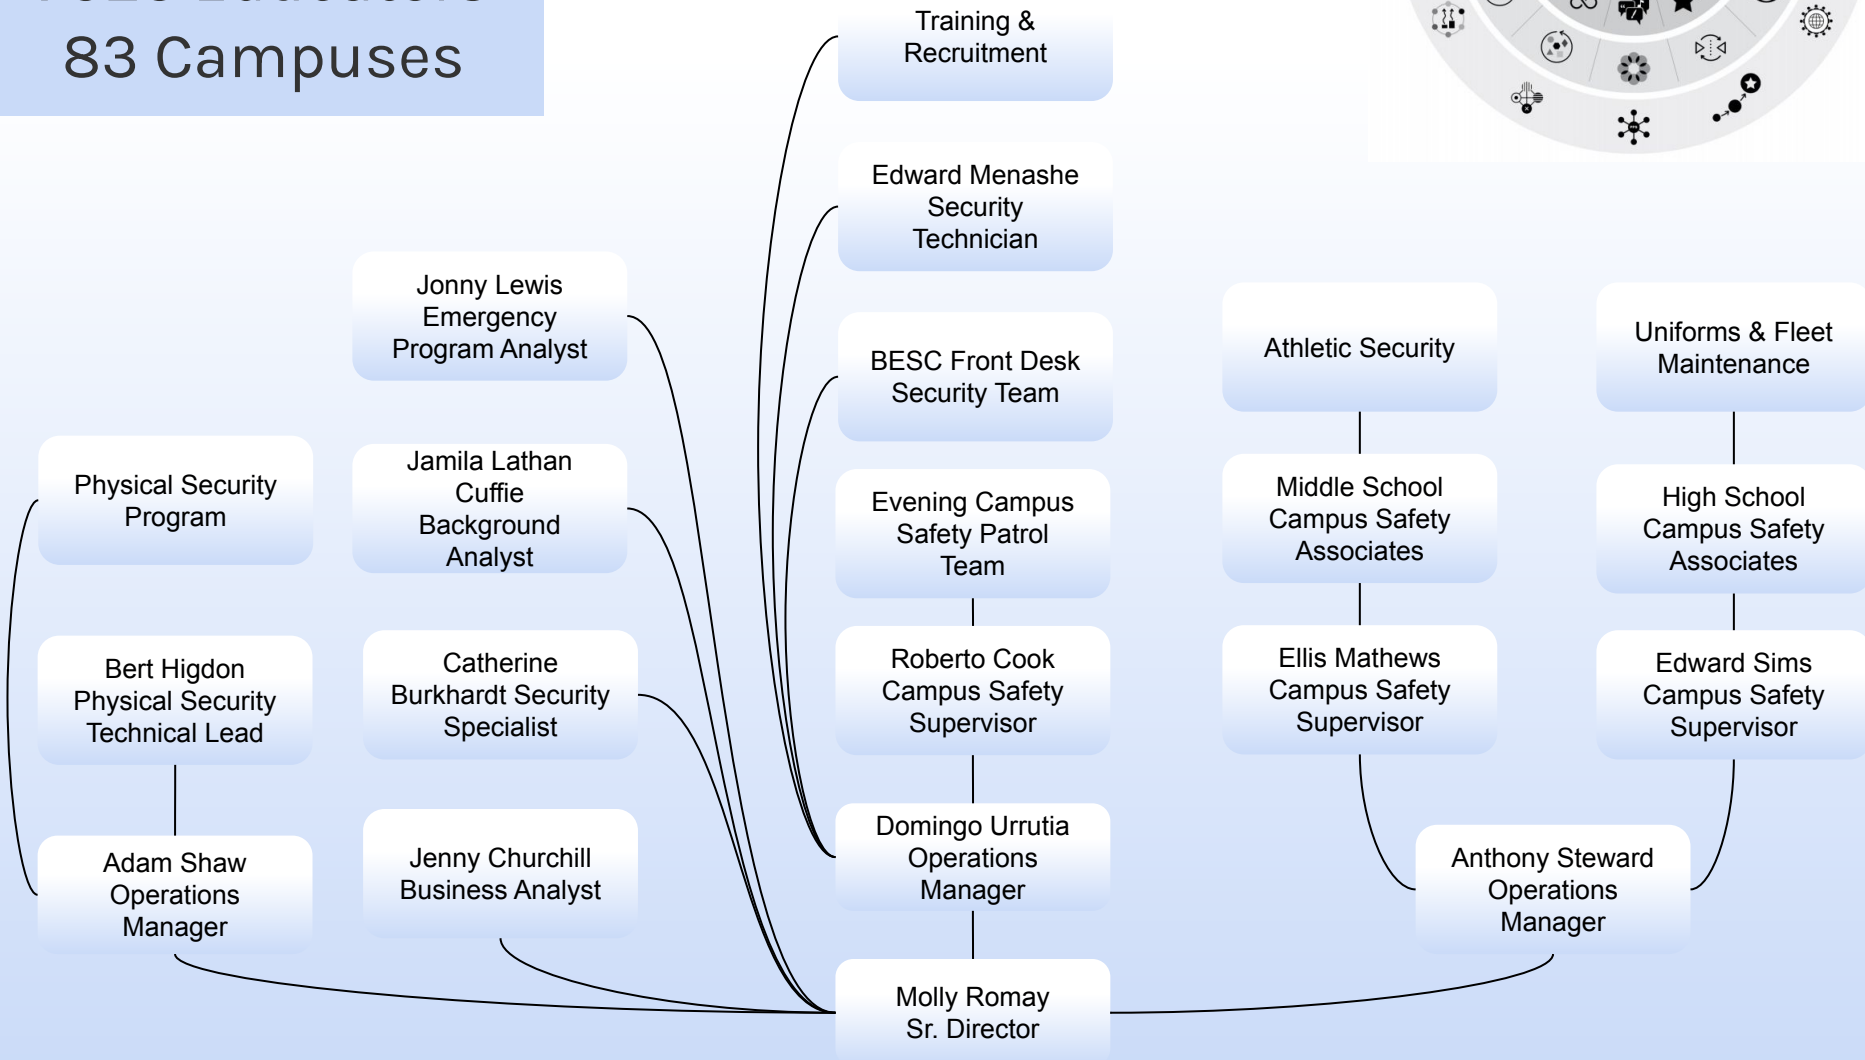 83 Campuses
Training &
Recruitment
Edward Menashe
Security
Technician
Jonny Lewis
Emergency
Program Analyst
BESC Front Desk
Security Team
Athletic Security
Uniforms & Fleet
Maintenance
Physical Security
Program
Jamila Lathan
Cuffie
Background
Analyst
Evening Campus
Safety Patrol
Team
Middle School
Campus Safety
Associates
High School
Campus Safety
Associates
Bert Higdon
Physical Security
Technical Lead
Catherine
Burkhardt Security
Specialist
Roberto Cook
Campus Safety
Supervisor
Ellis Mathews
Campus Safety
Supervisor
Edward Sims
Campus Safety
Supervisor
Adam Shaw
Operations
Manager
Jenny Churchill
Business Analyst
Domingo Urrutia
Operations
Manager
Anthony Steward
Operations
Manager
Molly Romay
Sr. Director